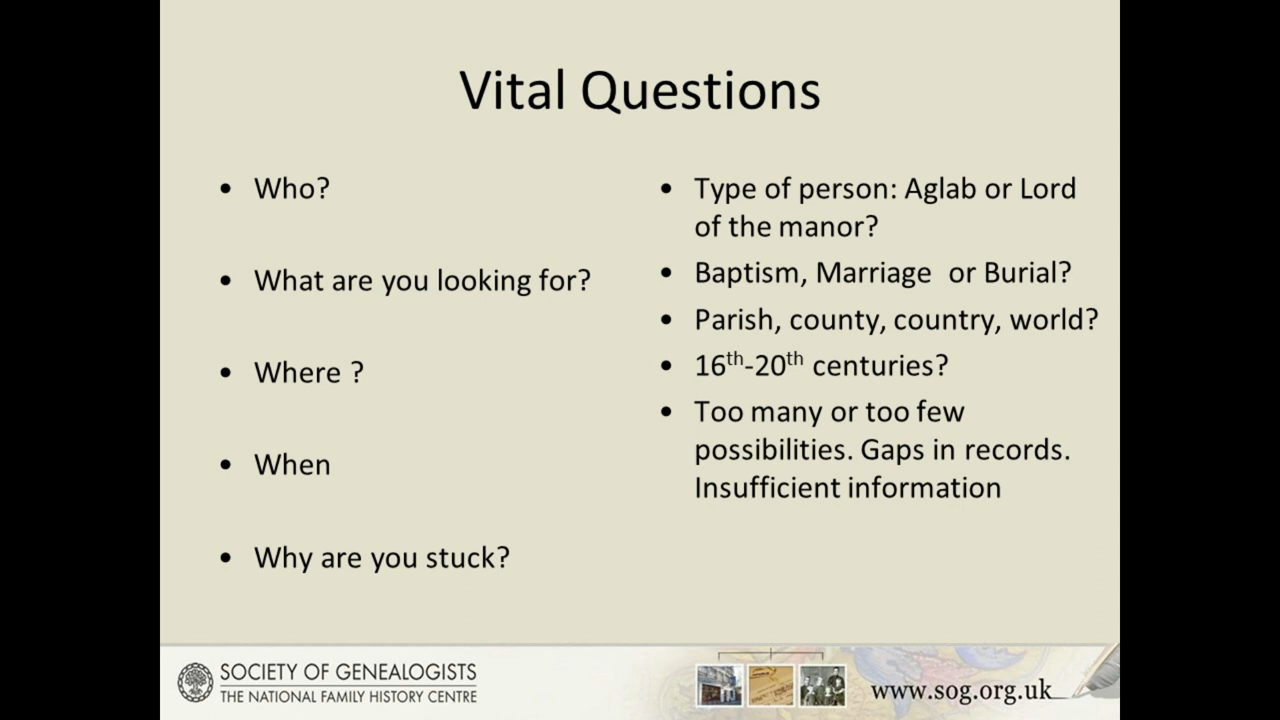 Vital Questions
• Who?
• What are you looking for?
• Where ?
• When
• Why are you stuck?
• Type of person: Aglab or Lord
of the manor?
• Baptism, Marriage  or Burial?
• Parish, county, country, world?
• 16th-20th centuries?
• Too many or too few
possibilities. Gaps in records.
Insufficient information
SOCIETY OF GENEALOGISTS
THE NATIONAL FAMILY HISTORY CENTRE
www.sog.org.uk